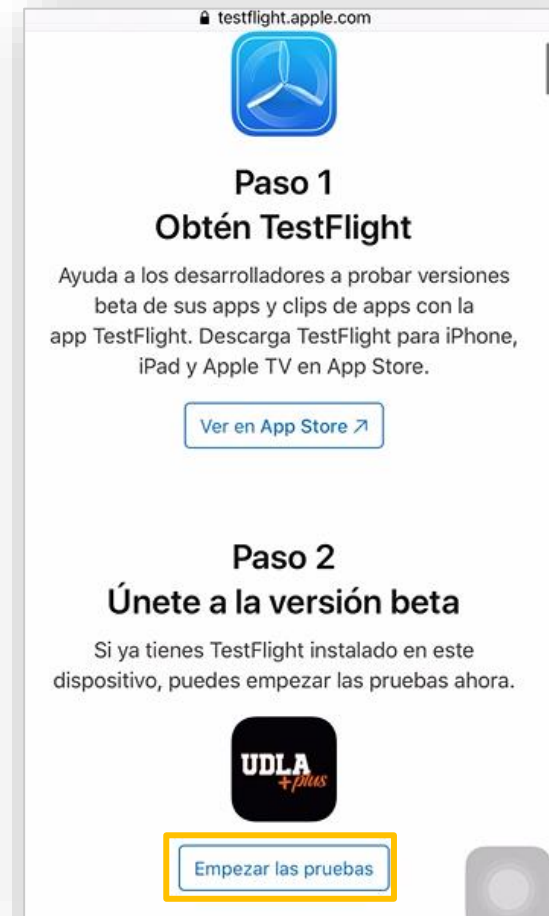 testflight.apple.com
Paso 1
Obtén TestFlight
Ayuda a los desarrolladores a probar versiones
beta de sus apps y clips de apps con la
app TestFlight. Descarga TestFlight para iPhone,
iPad y Apple TV en App Store.
Ver en App Store ↗
Paso 2
Únete a la versión beta
Si ya tienes TestFlight instalado en este
dispositivo, puedes empezar las pruebas ahora.
UDLA
+plus
Empezar las pruebas